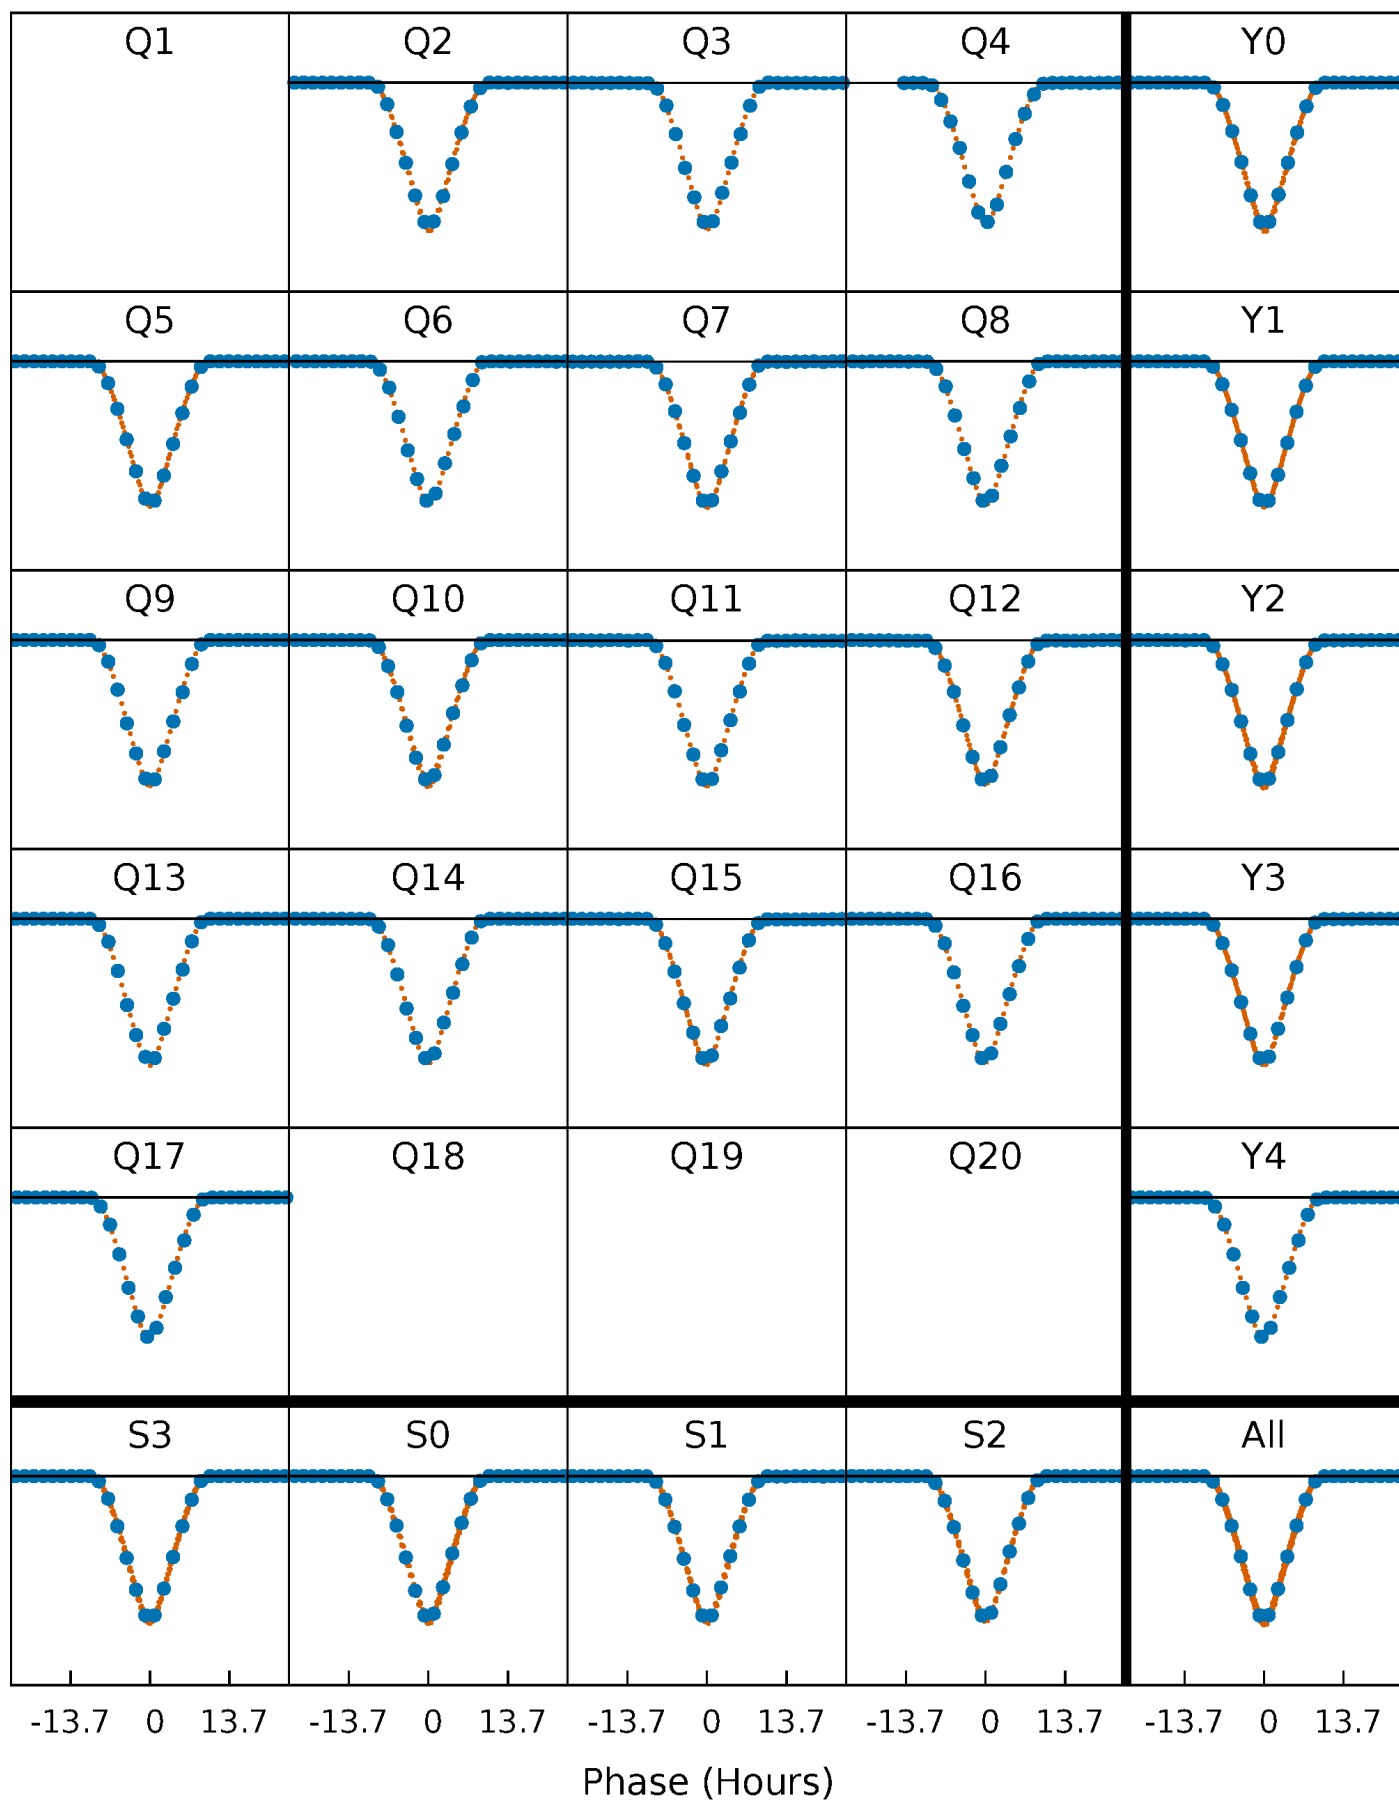 Q1 Q2 Q3 Q4 Y0
Q5 Q6 Q7 Q8 Y1
Q9 Q10 Q11 Q12 Y2
Q13 Q14 Q15 Q16 Y3
Q17 Q18 Q19 Q20 Y4
S3 S0 S1 S2 All
-13.7 0 13.7 -13.7 0 13.7 -13.7 0 13.7 -13.7 0 13.7 -13.7 0 13.7
Phase (Hours)